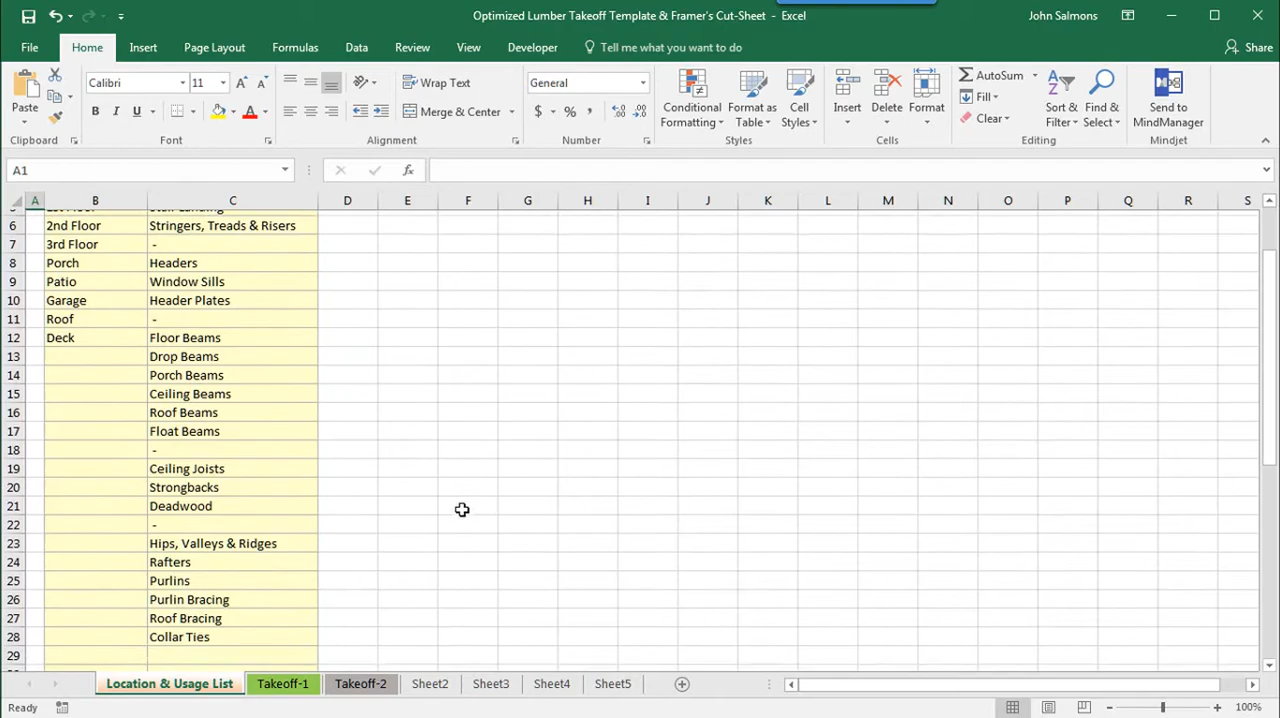 Optimized Lumber Takeoff Template & Framer's Cut-Sheet - Excel
John Salmons
File Home Insert Page Layout Formulas Data Review View Developer Tell me what you want to do Share
Paste
Calibri 11
B I U
Wrap Text
Merge & Center
General
$ % ,
Conditional Formatting
Format as Table
Cell Styles
Insert
Delete
Format
AutoSum
Fill
Clear
Sort & Filter
Find & Select
Send to MindManager
Clipboard Font Alignment Number Styles Cells Editing Mindjet
A1
fx
A B C D E F G H I J K L M N O P Q R S
5 1st Floor Stair Landing
6 2nd Floor Stringers, Treads & Risers
7 3rd Floor -
8 Porch Headers
9 Patio Window Sills
10 Garage Header Plates
11 Roof -
12 Deck Floor Beams
13 Drop Beams
14 Porch Beams
15 Ceiling Beams
16 Roof Beams
17 Float Beams
18 -
19 Ceiling Joists
20 Strongbacks
21 Deadwood
22 -
23 Hips, Valleys & Ridges
24 Rafters
25 Purlins
26 Purlin Bracing
27 Roof Bracing
28 Collar Ties
29
Location & Usage List Takeoff-1 Takeoff-2 Sheet2 Sheet3 Sheet4 Sheet5
Ready
100%